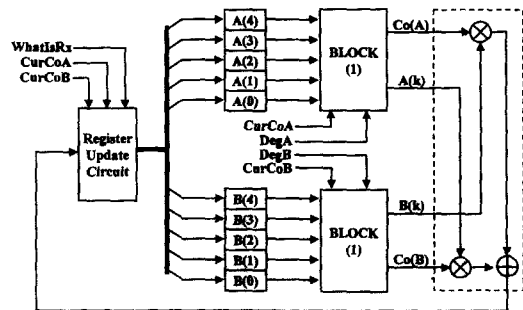 WhatIsRx
CurCoA
CurCoB
Register
Update
Circuit
A(4)
A(3)
A(2)
A(1)
A(0)
BLOCK
(1)
Co(A)
A(k)
CurCoA
DegA
DegB
CurCoB
B(4)
B(3)
B(2)
B(1)
B(0)
BLOCK
(1)
B(k)
Co(B)